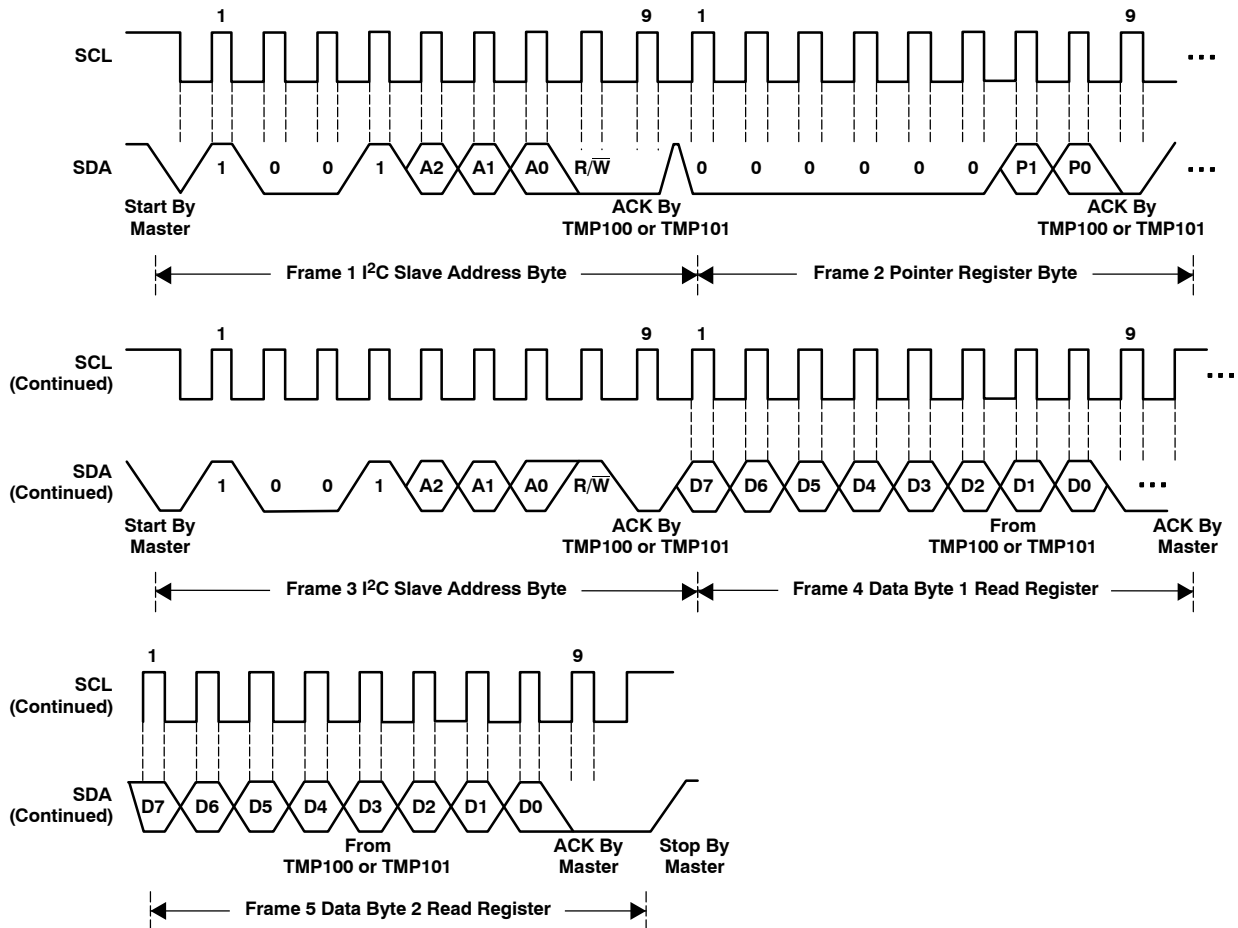 1 9 1 9
SCL
SDA 1 0 0 1 A2 A1 A0 R/W̅ 0 0 0 0 0 0 P1 P0
Start By
Master
ACK By
TMP100 or TMP101
ACK By
TMP100 or TMP101
Frame 1 I²C Slave Address Byte
Frame 2 Pointer Register Byte
1 9 1 9
SCL
(Continued)
SDA
(Continued)
1 0 0 1 A2 A1 A0 R/W̅ D7 D6 D5 D4 D3 D2 D1 D0
Start By
Master
ACK By
TMP100 or TMP101
From
TMP100 or TMP101
ACK By
Master
Frame 3 I²C Slave Address Byte
Frame 4 Data Byte 1 Read Register
1 9
SCL
(Continued)
SDA
(Continued)
D7 D6 D5 D4 D3 D2 D1 D0
From
TMP100 or TMP101
ACK By
Master
Stop By
Master
Frame 5 Data Byte 2 Read Register